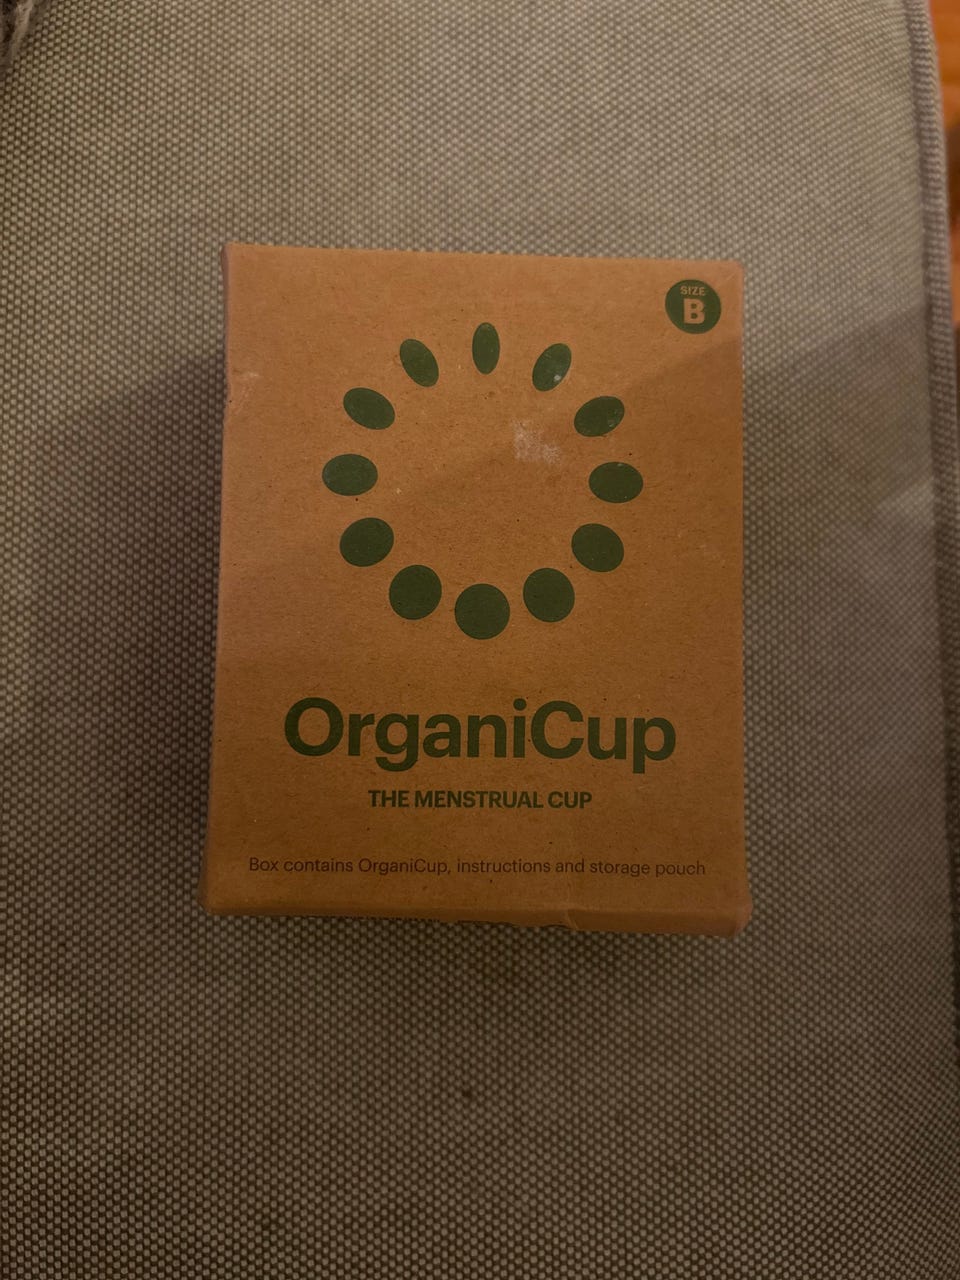 SIZE
B
OrganiCup
THE MENSTRUAL CUP
Box contains OrganiCup, instructions and storage pouch